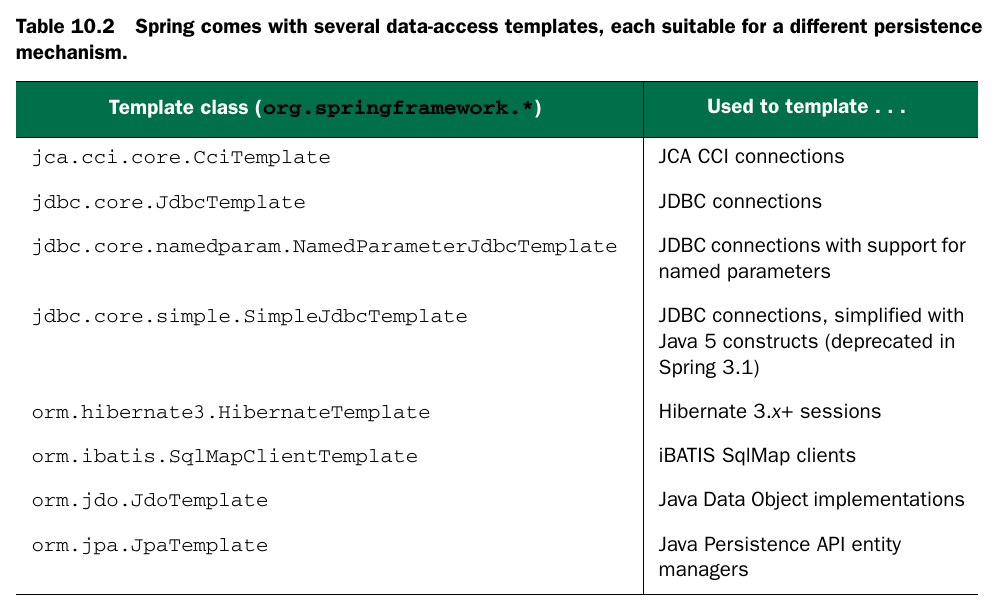 Table 10.2 Spring comes with several data-access templates, each suitable for a different persistence
mechanism.
Template class (org.springframework.*) Used to template . . .
jca.cci.core.CciTemplate JCA CCI connections
jdbc.core.JdbcTemplate JDBC connections
jdbc.core.namedparam.NamedParameterJdbcTemplate JDBC connections with support for
named parameters
jdbc.core.simple.SimpleJdbcTemplate JDBC connections, simplified with
Java 5 constructs (deprecated in
Spring 3.1)
orm.hibernate3.HibernateTemplate Hibernate 3.x+ sessions
orm.ibatis.SqlMapClientTemplate iBATIS SqlMap clients
orm.jdo.JdoTemplate Java Data Object implementations
orm.jpa.JpaTemplate Java Persistence API entity
managers